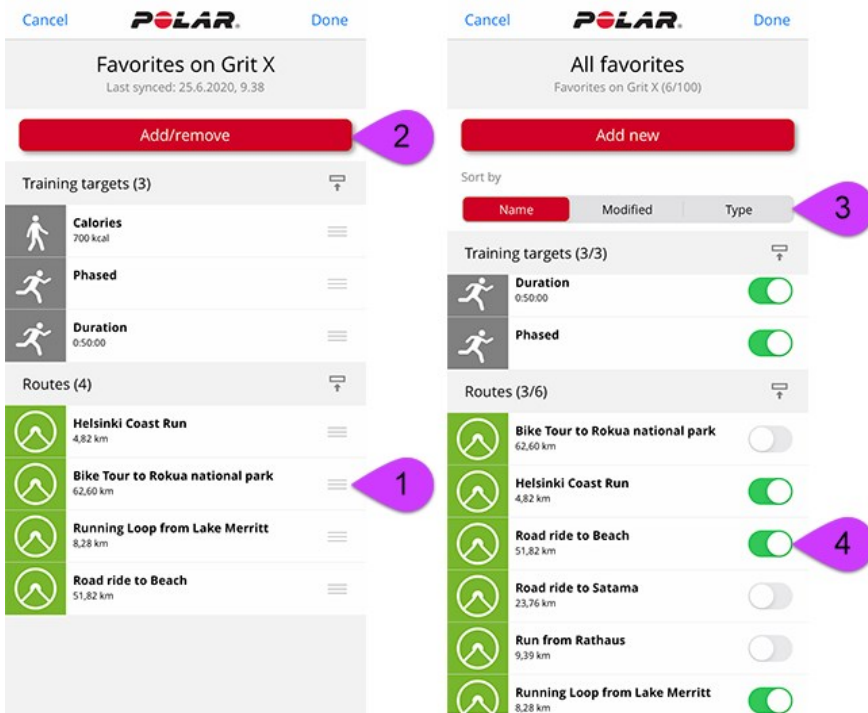 Cancel
POLAR.
Done
Favorites on Grit X
Last synced: 25.6.2020, 9.38
Add/remove
2
Training targets (3)
Calories
700 kcal
Phased
Duration
0:50:00
Routes (4)
Helsinki Coast Run
4,82 km
Bike Tour to Rokua national park
62,60 km
1
Running Loop from Lake Merritt
8,28 km
Road ride to Beach
51,82 km
Cancel
POLAR.
Done
All favorites
Favorites on Grit X (6/100)
Add new
Sort by
Name Modified Type
3
Training targets (3/3)
Duration
0:50:00
Phased
Routes (3/6)
Bike Tour to Rokua national park
62,60 km
Helsinki Coast Run
4,82 km
Road ride to Beach
51,82 km
4
Road ride to Satama
23,76 km
Run from Rathaus
9,39 km
Running Loop from Lake Merritt
8,28 km